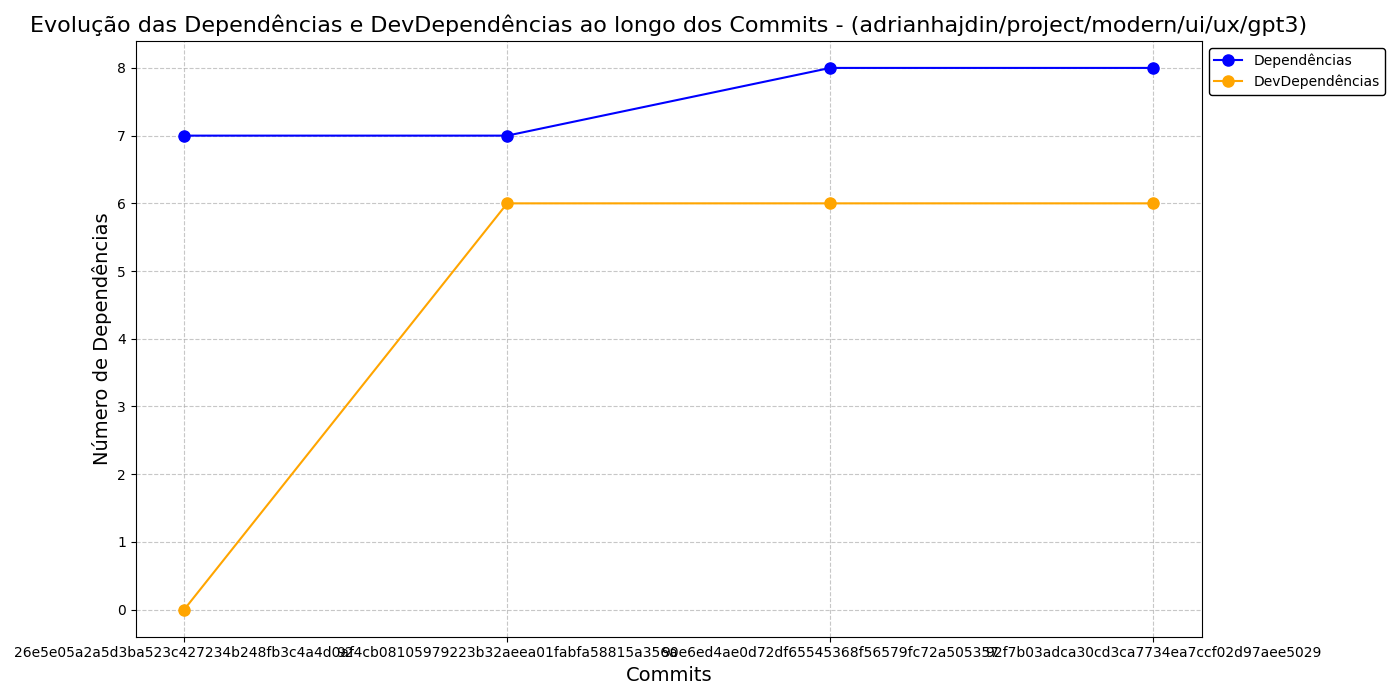 Evolução das Dependências e DevDependências ao longo dos Commits - (adrianhajdin/project/modern/ui/ux/gpt3)
Dependências
DevDependências
Número de Dependências
8
7
6
5
4
3
2
1
0
Commits